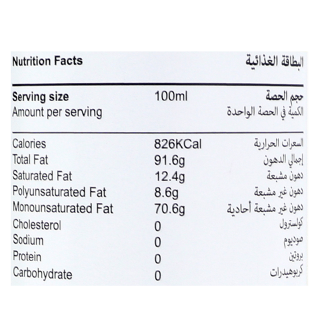 Nutrition Facts البطاقة الغذائية
Serving size 100ml حجم الحصة
Amount per serving الكمية في الحصة الواحدة
Calories 826KCal السعرات الحرارية
Total Fat 91.6g إجمالي الدهون
Saturated Fat 12.4g دهون مشبعة
Polyunsaturated Fat 8.6g دهون غير مشبعة
Monounsaturated Fat 70.6g دهون غير مشبعة أحادية
Cholesterol 0 كولسترول
Sodium 0 صوديوم
Protein 0 بروتين
Carbohydrate 0 كربوهيدرات